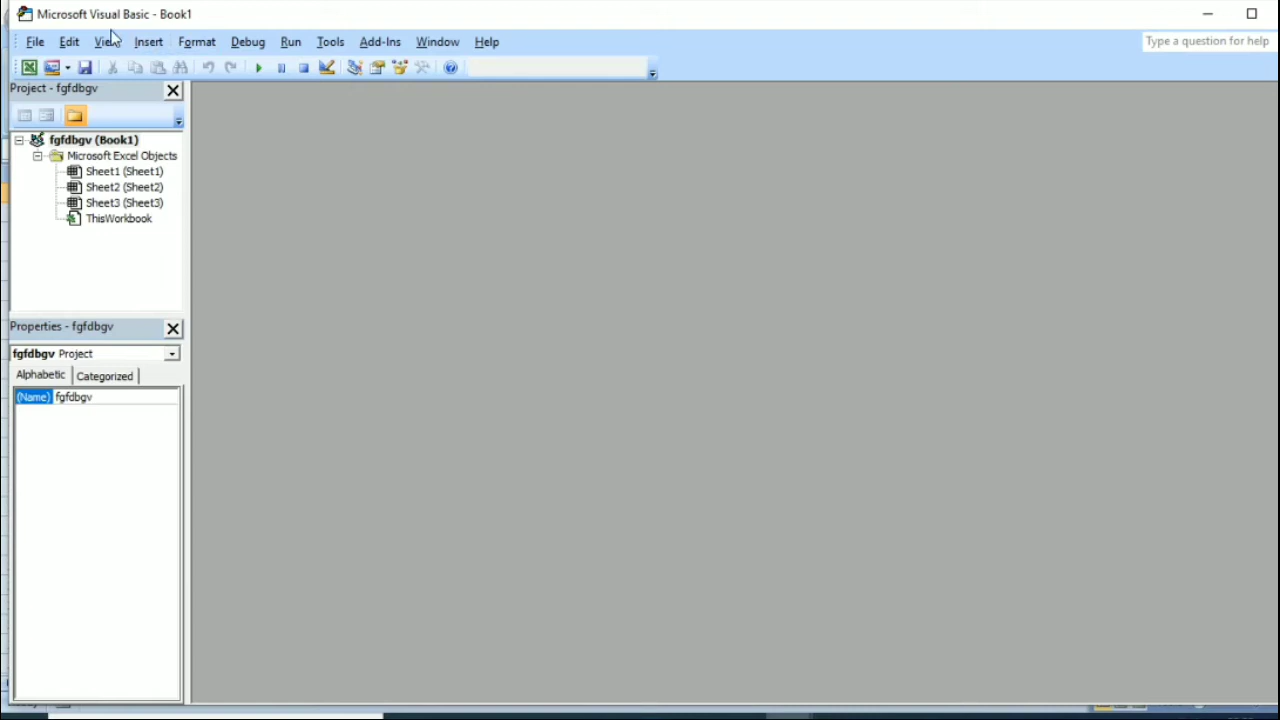 Microsoft Visual Basic - Book1
File Edit View Insert Format Debug Run Tools Add-Ins Window Help
Type a question for help
Project - fgfdbgv
fgfdbgv (Book1)
Microsoft Excel Objects
Sheet1 (Sheet1)
Sheet2 (Sheet2)
Sheet3 (Sheet3)
ThisWorkbook
Properties - fgfdbgv
fgfdbgv Project
Alphabetic Categorized
(Name) fgfdbgv